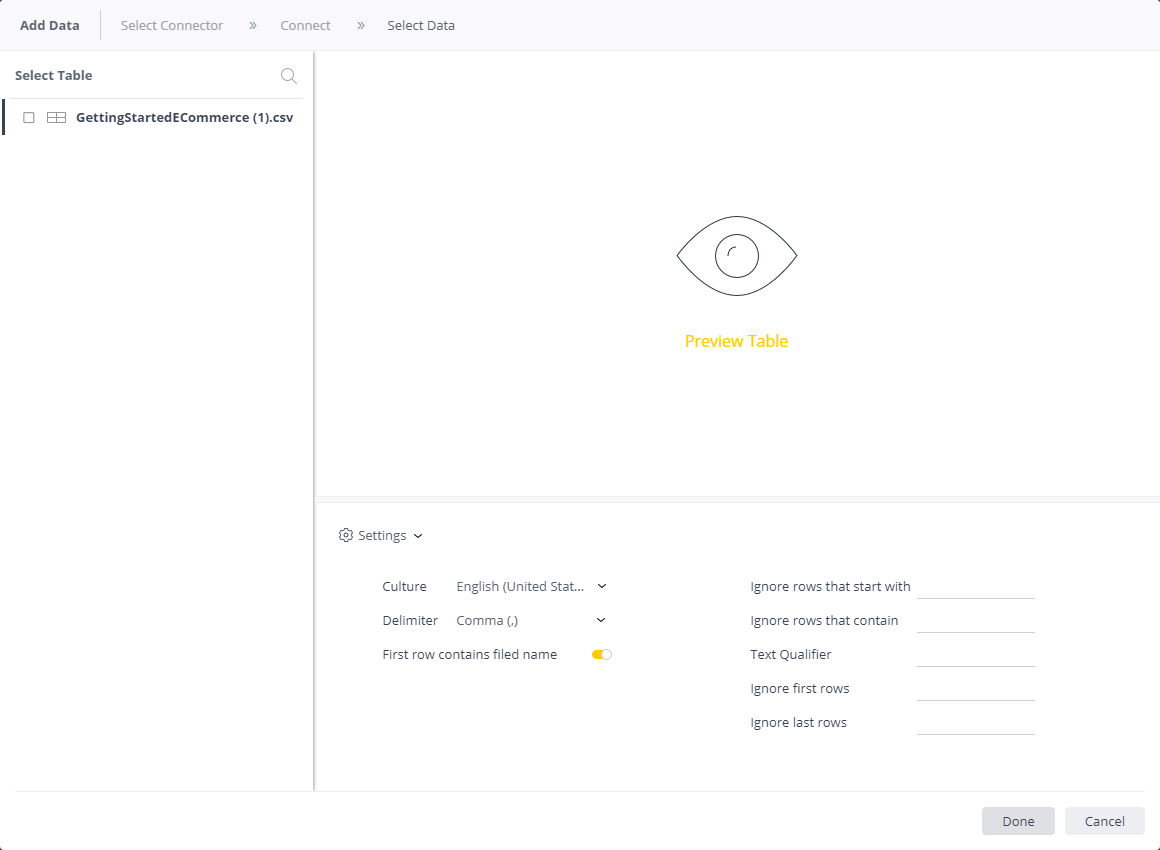 Add Data
Select Connector » Connect » Select Data
Select Table
GettingStartedECommerce (1).csv
Preview Table
Settings
Culture English (United Stat...
Delimiter Comma (,)
First row contains filed name
Ignore rows that start with
Ignore rows that contain
Text Qualifier
Ignore first rows
Ignore last rows
Done
Cancel